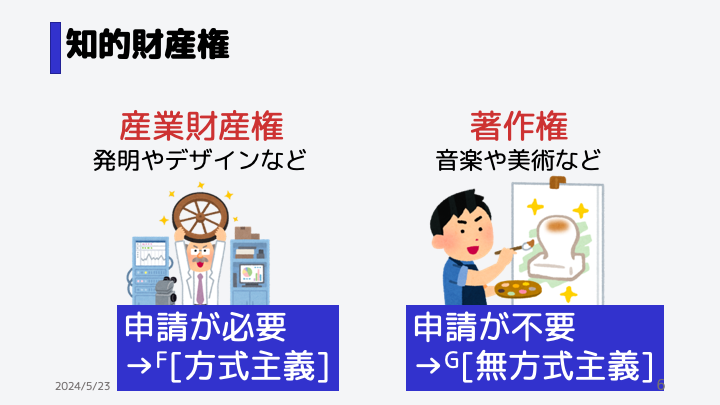 知的財産権
産業財産権
発明やデザインなど
著作権
音楽や美術など
申請が必要
→F[方式主義]
申請が不要
→G[無方式主義]
2024/5/23
6